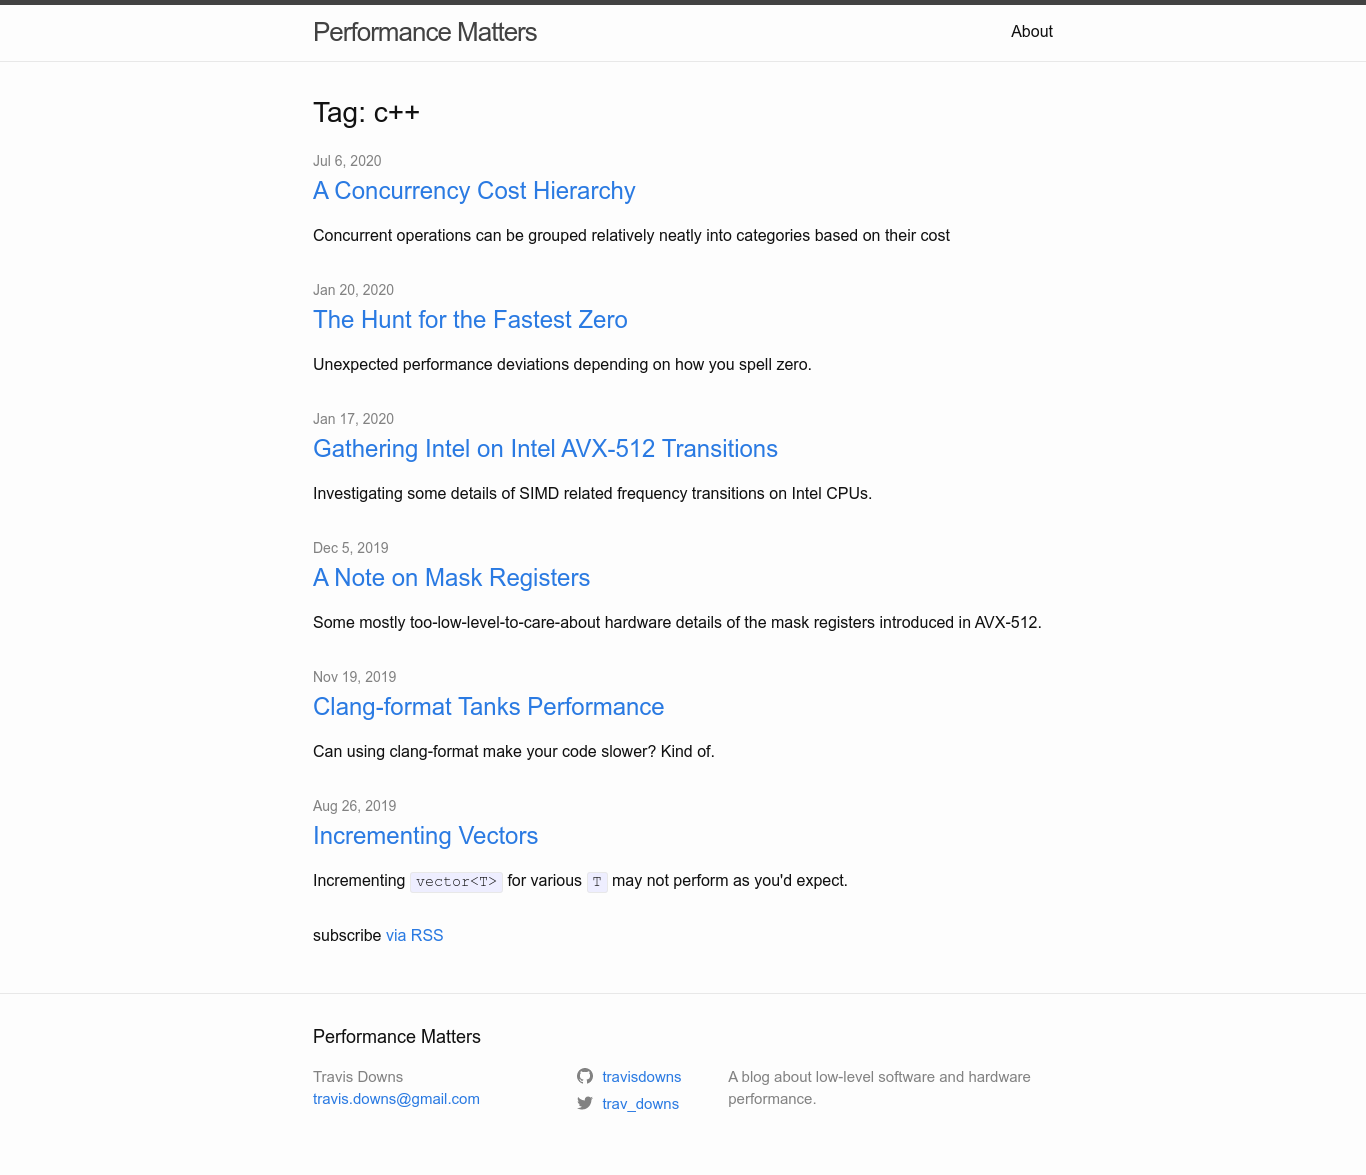 Performance Matters
About
Tag: c++
Jul 6, 2020
A Concurrency Cost Hierarchy
Concurrent operations can be grouped relatively neatly into categories based on their cost
Jan 20, 2020
The Hunt for the Fastest Zero
Unexpected performance deviations depending on how you spell zero.
Jan 17, 2020
Gathering Intel on Intel AVX-512 Transitions
Investigating some details of SIMD related frequency transitions on Intel CPUs.
Dec 5, 2019
A Note on Mask Registers
Some mostly too-low-level-to-care-about hardware details of the mask registers introduced in AVX-512.
Nov 19, 2019
Clang-format Tanks Performance
Can using clang-format make your code slower? Kind of.
Aug 26, 2019
Incrementing Vectors
Incrementing vector<T> for various T may not perform as you'd expect.
subscribe via RSS
Performance Matters
Travis Downs
travis.downs@gmail.com
travisdowns
trav_downs
A blog about low-level software and hardware
performance.